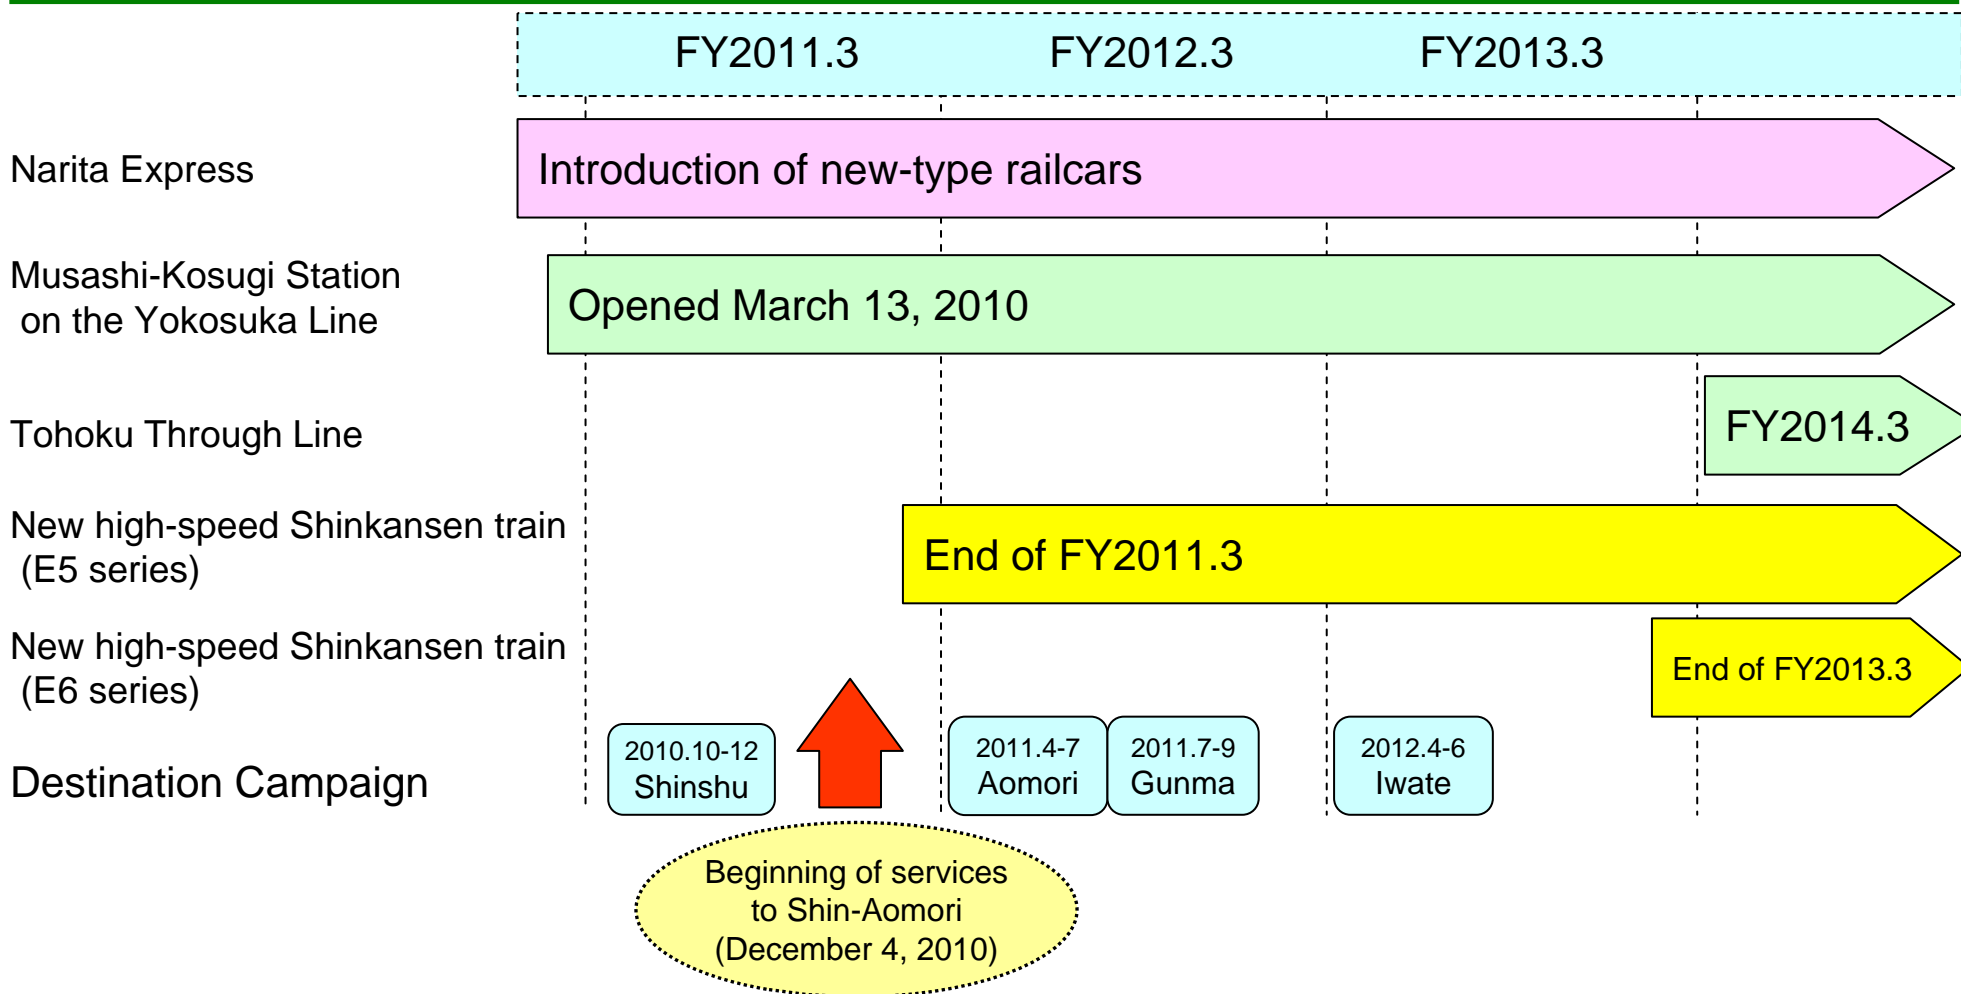 FY2011.3 FY2012.3 FY2013.3
Narita Express
Introduction of new-type railcars
Musashi-Kosugi Station
on the Yokosuka Line
Opened March 13, 2010
Tohoku Through Line
FY2014.3
New high-speed Shinkansen train
(E5 series)
End of FY2011.3
New high-speed Shinkansen train
(E6 series)
End of FY2013.3
Destination Campaign
2010.10-12
Shinshu
2011.4-7
Aomori
2011.7-9
Gunma
2012.4-6
Iwate
Beginning of services
to Shin-Aomori
(December 4, 2010)